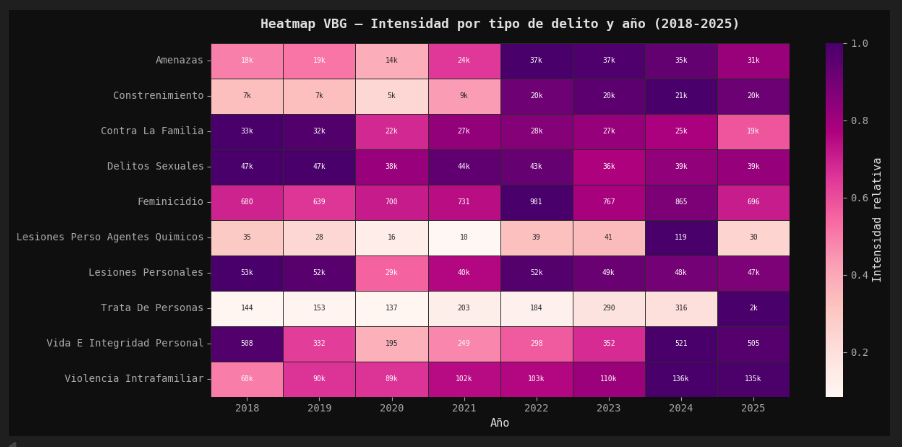 Heatmap VBG — Intensidad por tipo de delito y año (2018-2025)
Amenazas 18k 19k 14k 24k 37k 37k 35k 31k
Constrenimiento 7k 7k 5k 9k 20k 20k 21k 20k
Contra La Familia 33k 32k 22k 27k 28k 27k 25k 19k
Delitos Sexuales 47k 47k 38k 44k 43k 36k 39k 39k
Feminicidio 680 639 700 731 981 767 865 696
Lesiones Perso Agentes Quimicos 35 28 16 10 39 41 119 30
Lesiones Personales 53k 52k 29k 40k 52k 49k 48k 47k
Trata De Personas 144 153 137 203 184 290 316 2k
Vida E Integridad Personal 508 332 195 249 298 352 521 505
Violencia Intrafamiliar 68k 90k 89k 102k 103k 110k 136k 135k
2018 2019 2020 2021 2022 2023 2024 2025
Año
1.0
0.8
0.6
0.4
0.2
Intensidad relativa